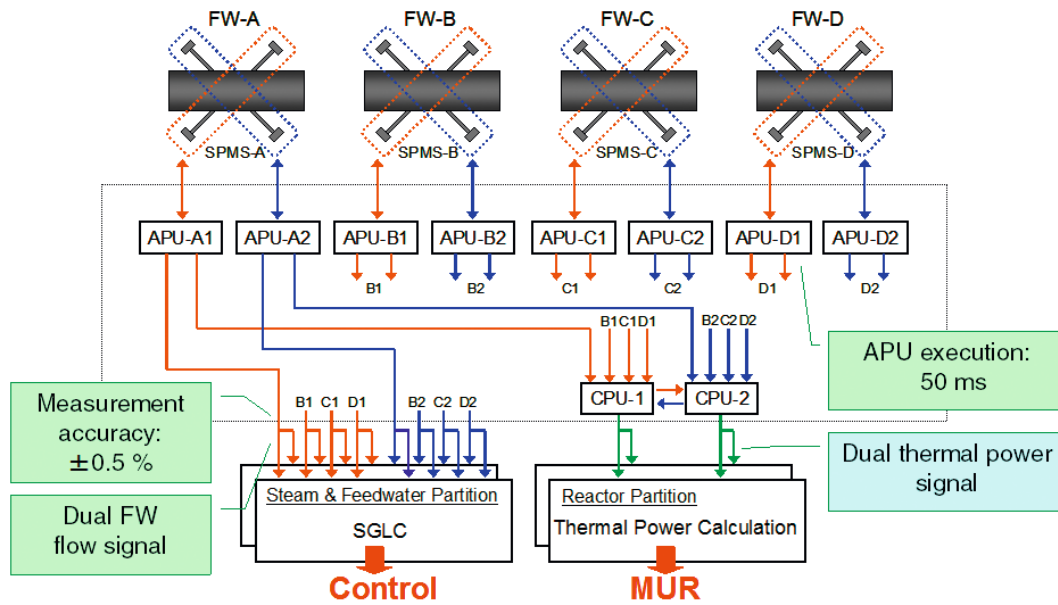 FW-A
FW-B
FW-C
FW-D
SPMS-A
SPMS-B
SPMS-C
SPMS-D
APU-A1
APU-A2
APU-B1
APU-B2
APU-C1
APU-C2
APU-D1
APU-D2
B1
B2
C1
C2
D1
D2
B1C1D1
B2C2D2
APU execution:
50 ms
CPU-1
CPU-2
Measurement
accuracy:
±0.5 %
B1 C1 D1
B2 C2 D2
Dual thermal power
signal
Dual FW
flow signal
Steam & Feedwater Partition
SGLC
Reactor Partition
Thermal Power Calculation
Control
MUR